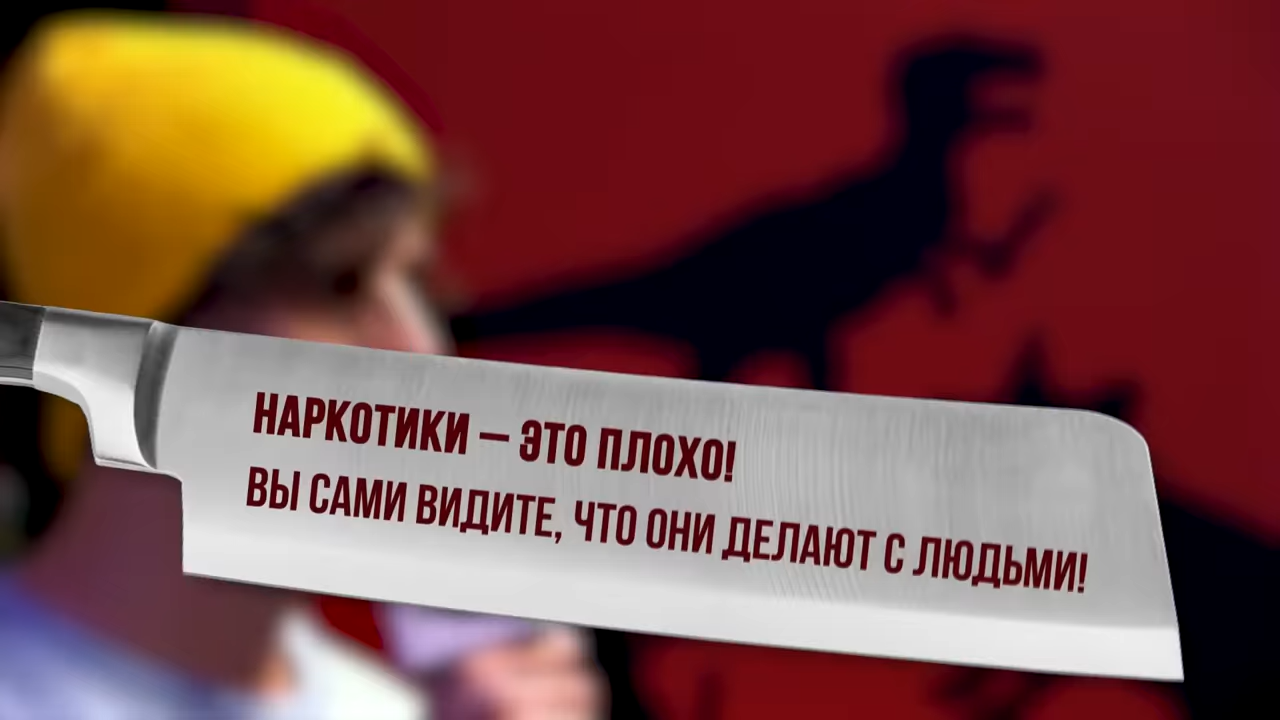 НАРКОТИКИ – ЭТО ПЛОХО!
ВЫ САМИ ВИДИТЕ, ЧТО ОНИ ДЕЛАЮТ С ЛЮДЬМИ!